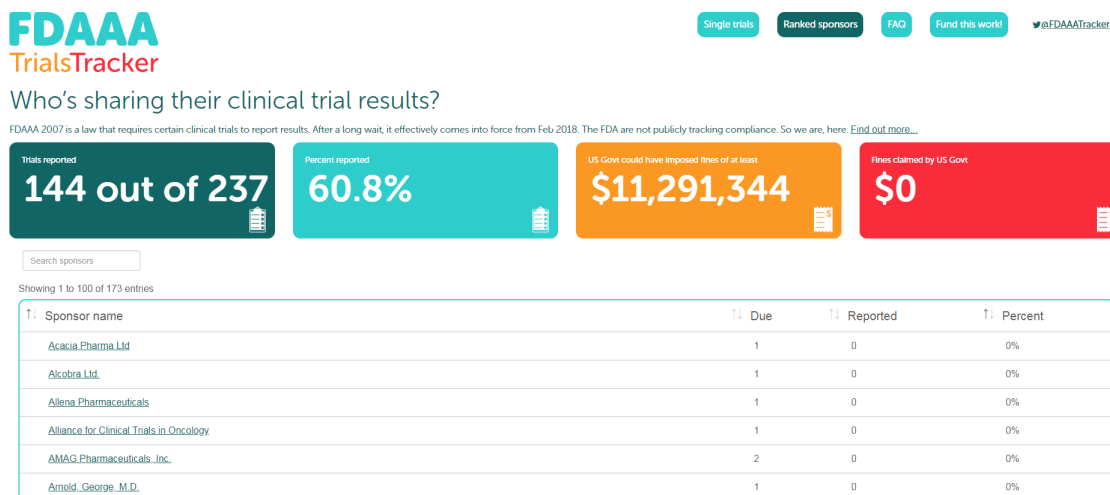 FDAAA
TrialsTracker
Single trials
Ranked sponsors
FAQ
Fund this work!
@FDAAATracker
Who's sharing their clinical trial results?
FDAAA 2007 is a law that requires certain clinical trials to report results. After a long wait, it effectively comes into force from Feb 2018. The FDA are not publicly tracking compliance. So we are, here. Find out more...
Trials reported
144 out of 237
Percent reported
60.8%
US Govt could have imposed fines of at least
$11,291,344
Fines claimed by US Govt
$0
Search sponsors
Showing 1 to 100 of 173 entries
Sponsor name Due Reported Percent
Acacia Pharma Ltd 1 0 0%
Alcobra Ltd. 1 0 0%
Allena Pharmaceuticals 1 0 0%
Alliance for Clinical Trials in Oncology 1 0 0%
AMAG Pharmaceuticals, Inc. 2 0 0%
Arnold, George, M.D. 1 0 0%